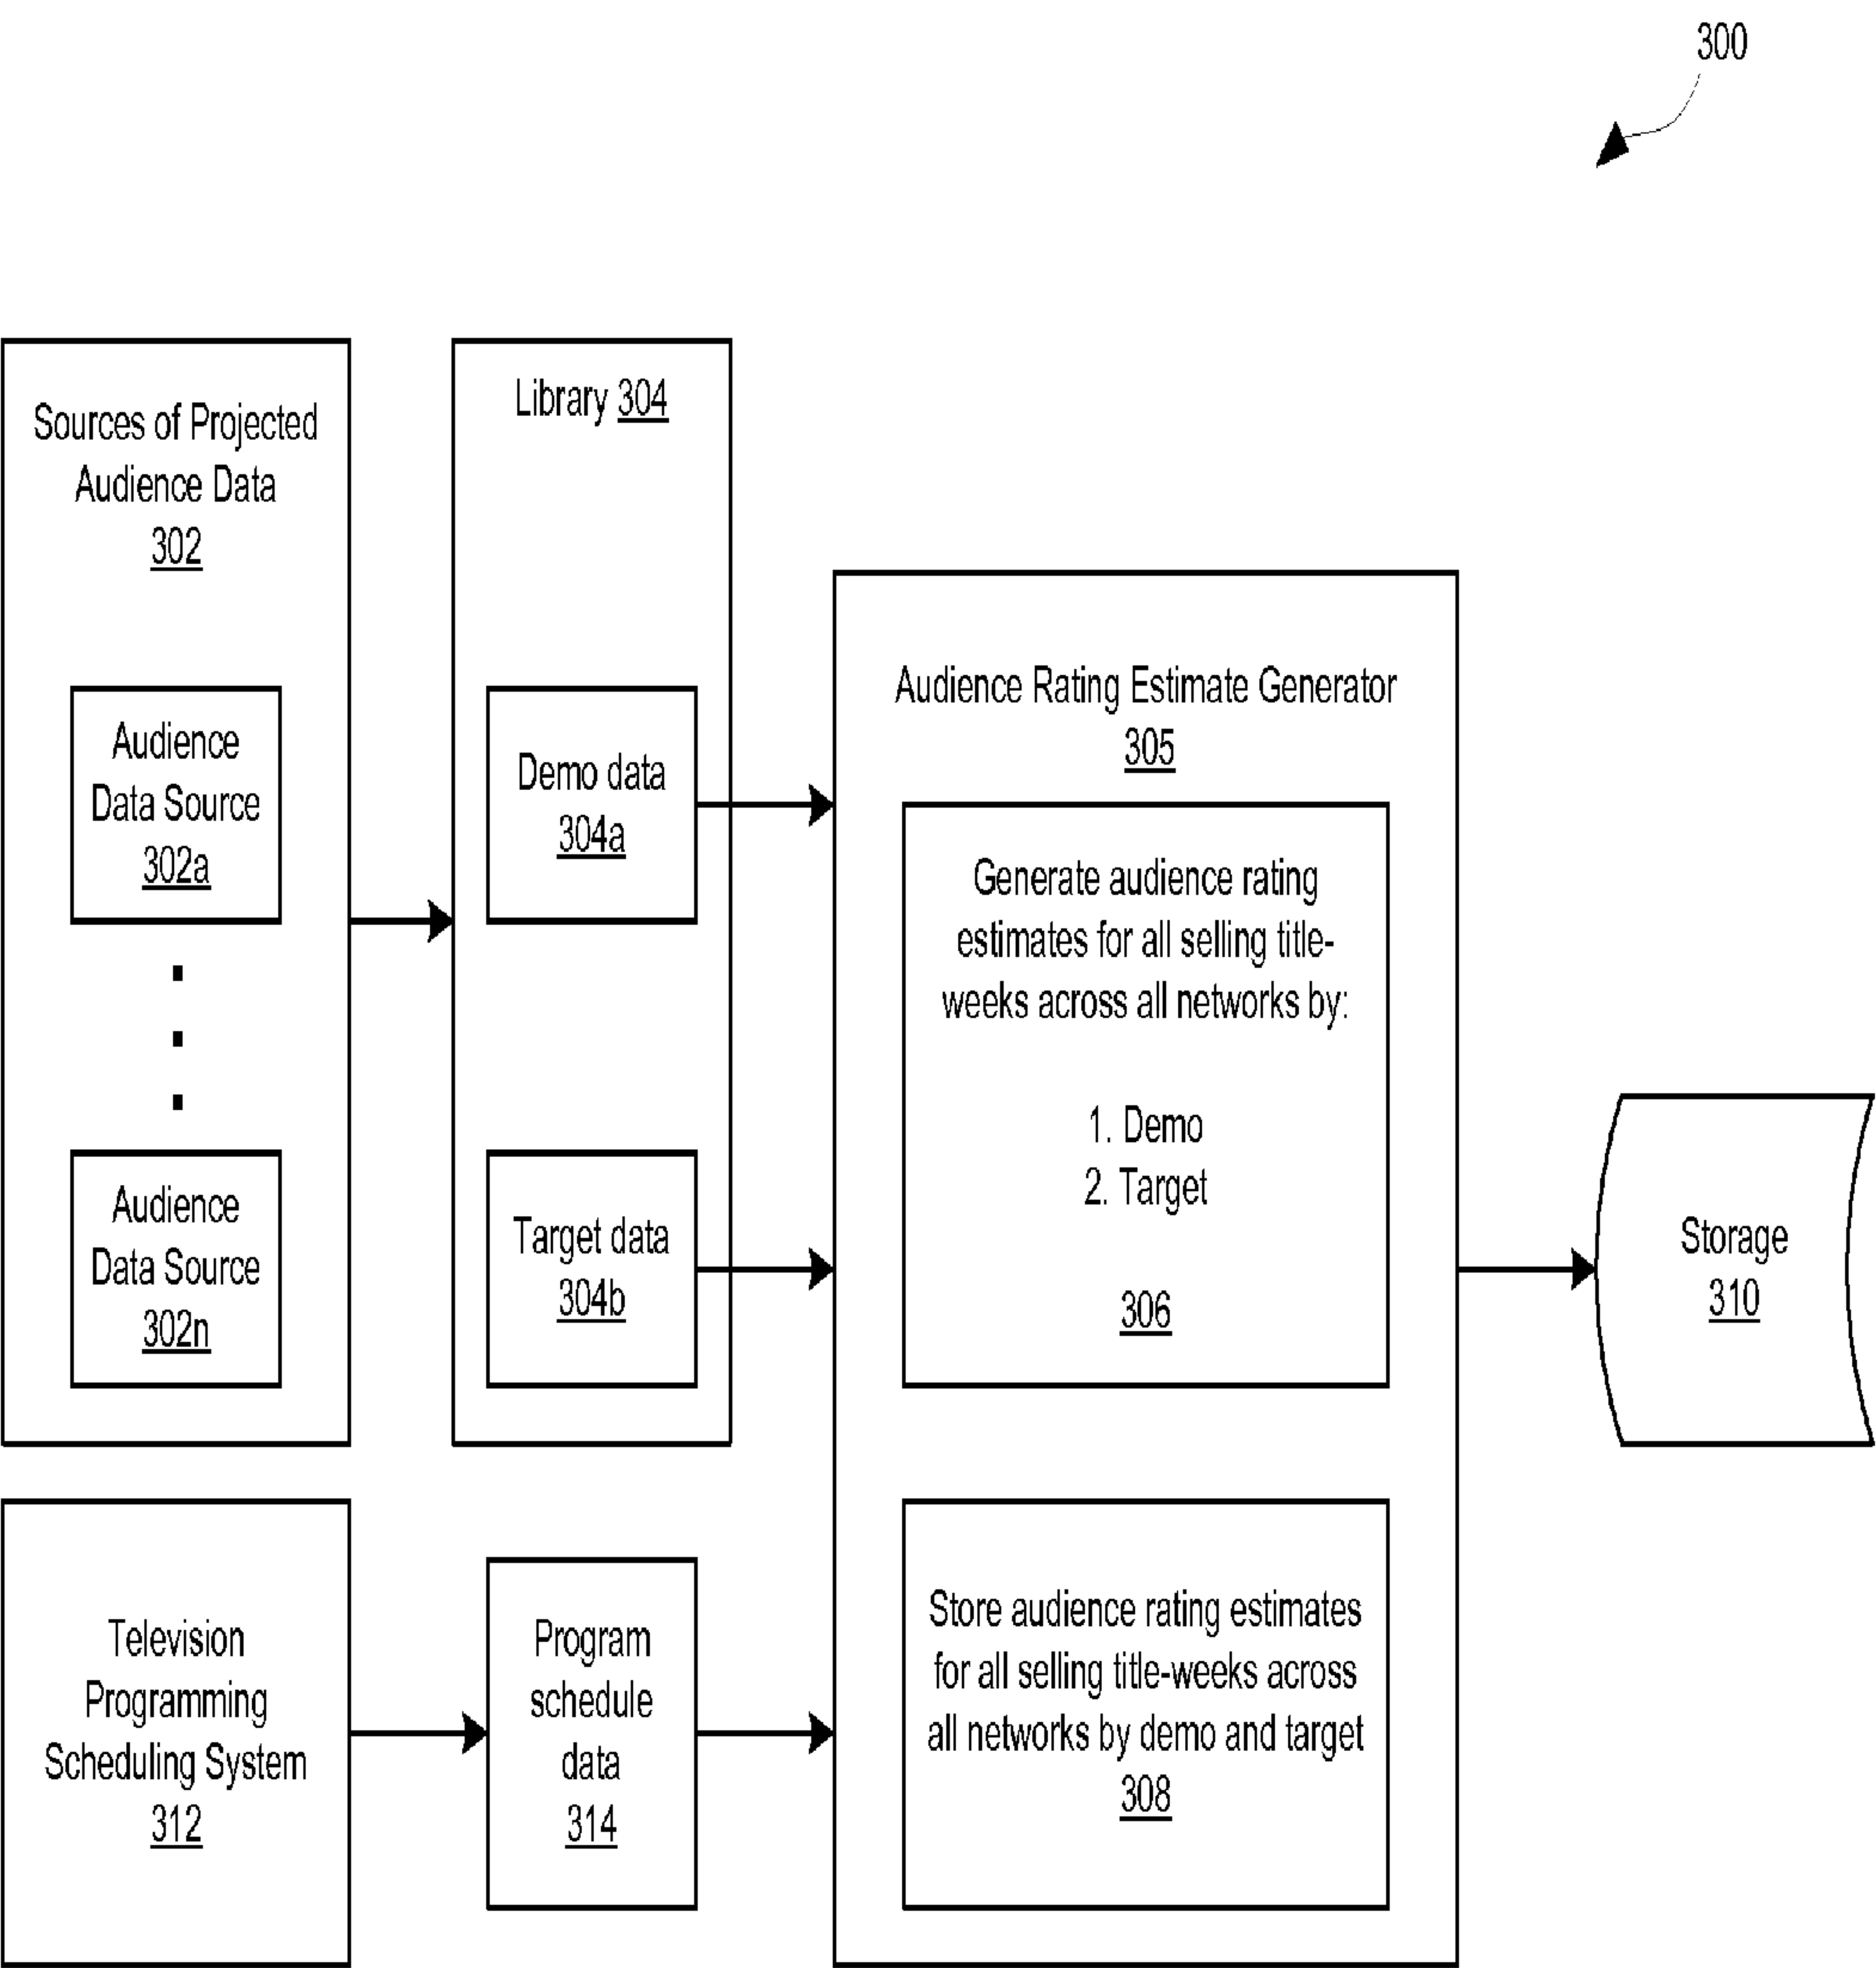 300
Sources of Projected
Audience Data
302
Audience
Data Source
302a
Audience
Data Source
302n
Library 304
Demo data
304a
Target data
304b
Audience Rating Estimate Generator
305
Generate audience rating
estimates for all selling title-
weeks across all networks by:
1. Demo
2. Target
306
Store audience rating estimates
for all selling title-weeks across
all networks by demo and target
308
Storage
310
Television
Programming
Scheduling System
312
Program
schedule
data
314